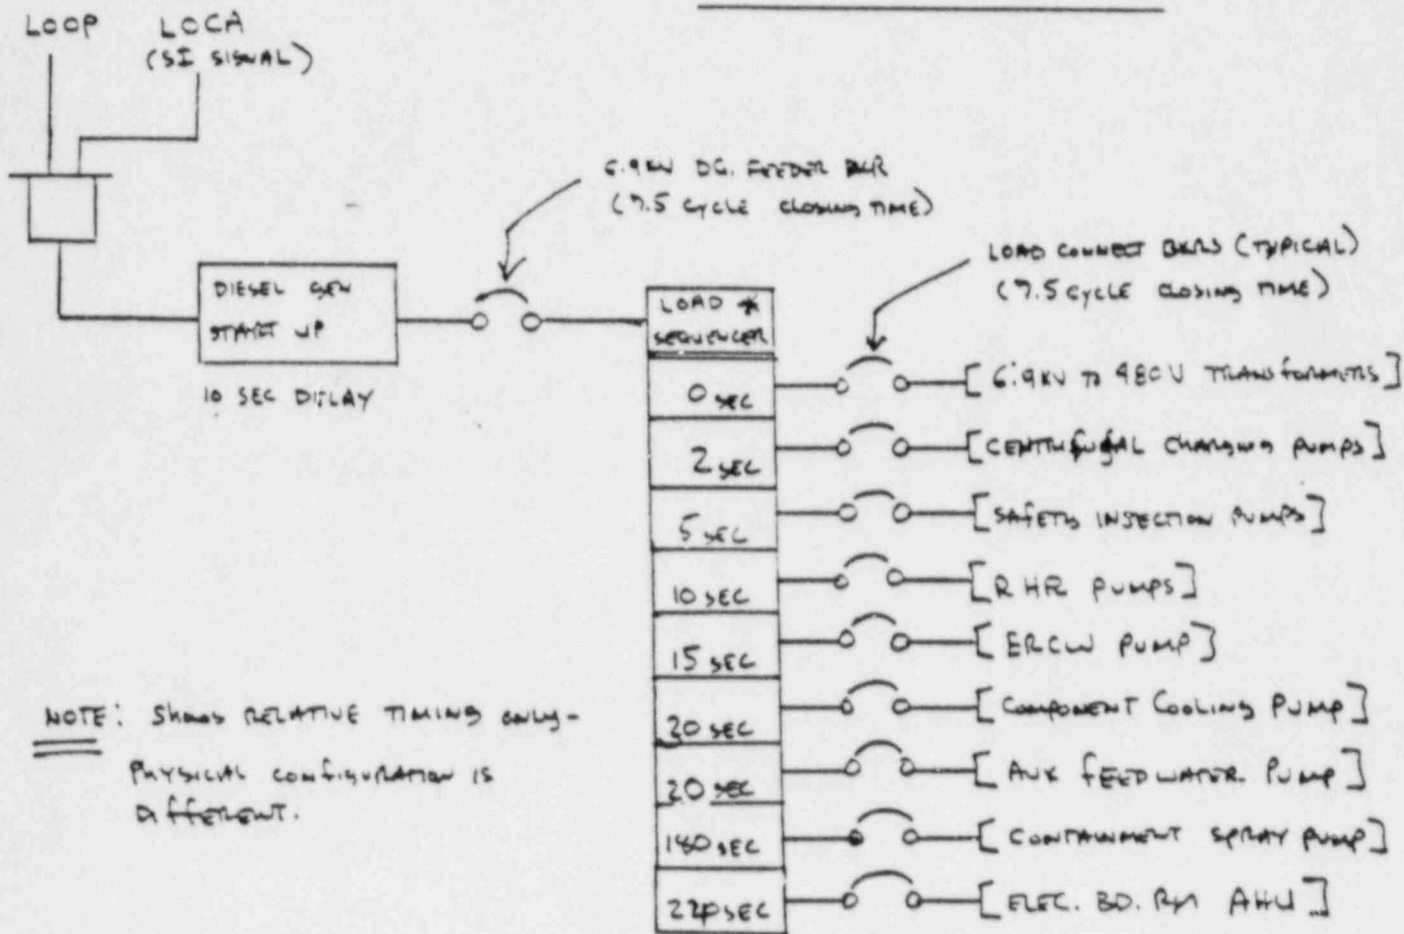 LOOP
LOCA
(SI SIGNAL)
6.9KV DG. FEEDER BKR
(7.5 CYCLE CLOSING TIME)
LOAD CONNECT BKRS (TYPICAL)
(7.5 CYCLE CLOSING TIME)
DIESEL GEN
START UP
10 SEC DELAY
LOAD *
SEQUENCER
0 SEC [6.9KV TO 480V TRANSFORMERS]
2 SEC [CENTRIFUGAL CHARGING PUMPS]
5 SEC [SAFETY INJECTION PUMPS]
10 SEC [RHR PUMPS]
15 SEC [ERCW PUMP]
20 SEC [COMPONENT COOLING PUMP]
20 SEC [AUX FEEDWATER PUMP]
180 SEC [CONTAINMENT SPRAY PUMP]
220 SEC [ELEC. BD. RM AHU]
NOTE: SHOWS RELATIVE TIMING ONLY-
PHYSICAL CONFIGURATION IS
DIFFERENT.